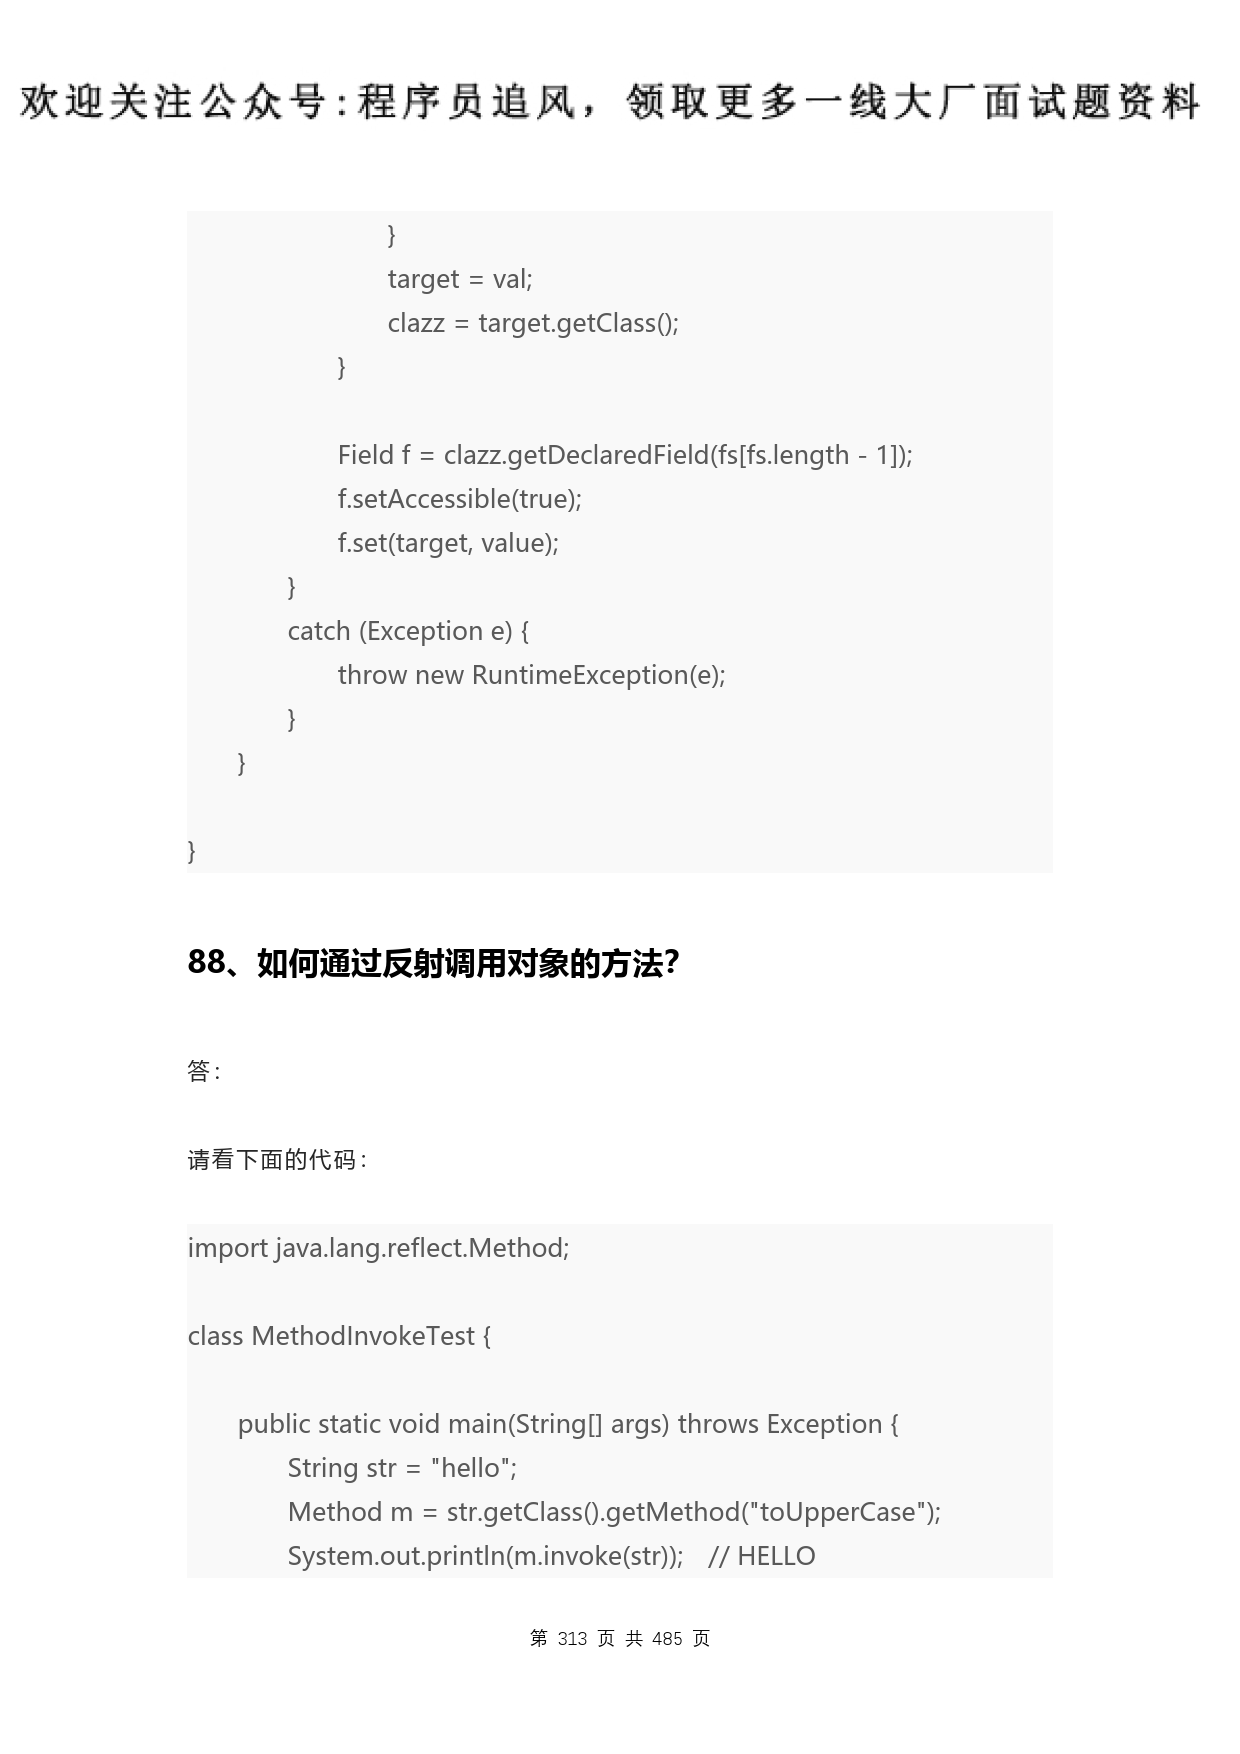 欢迎关注公众号:程序员追风，领取更多一线大厂面试题资料
}
target = val;
clazz = target.getClass();
}
Field f = clazz.getDeclaredField(fs[fs.length - 1]);
f.setAccessible(true);
f.set(target, value);
}
catch (Exception e) {
throw new RuntimeException(e);
}
}
}
88、如何通过反射调用对象的方法？
答：
请看下面的代码：
import java.lang.reflect.Method;
class MethodInvokeTest {
public static void main(String[] args) throws Exception {
String str = "hello";
Method m = str.getClass().getMethod("toUpperCase");
System.out.println(m.invoke(str)); // HELLO
第 313 页 共 485 页